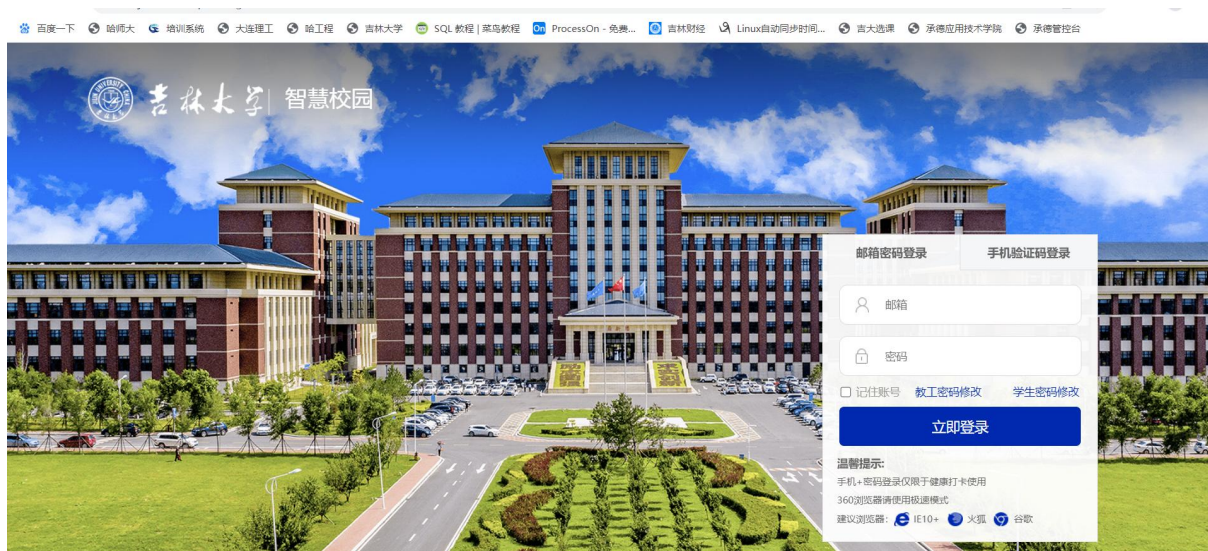 百度一下 哈师大 培训系统 大连理工 哈工程 吉林大学 SQL 教程 | 菜鸟教程 On ProcessOn - 免费... 吉林财经 Linux自动同步时间... 吉大选课 承德应用技术学院 承德管控台
吉林大学 智慧校园
邮箱密码登录 手机验证码登录
邮箱
密码
记住账号 教工密码修改 学生密码修改
立即登录
温馨提示:
手机+密码登录仅限于健康打卡使用
360浏览器请使用极速模式
建议浏览器: IE10+ 火狐 谷歌